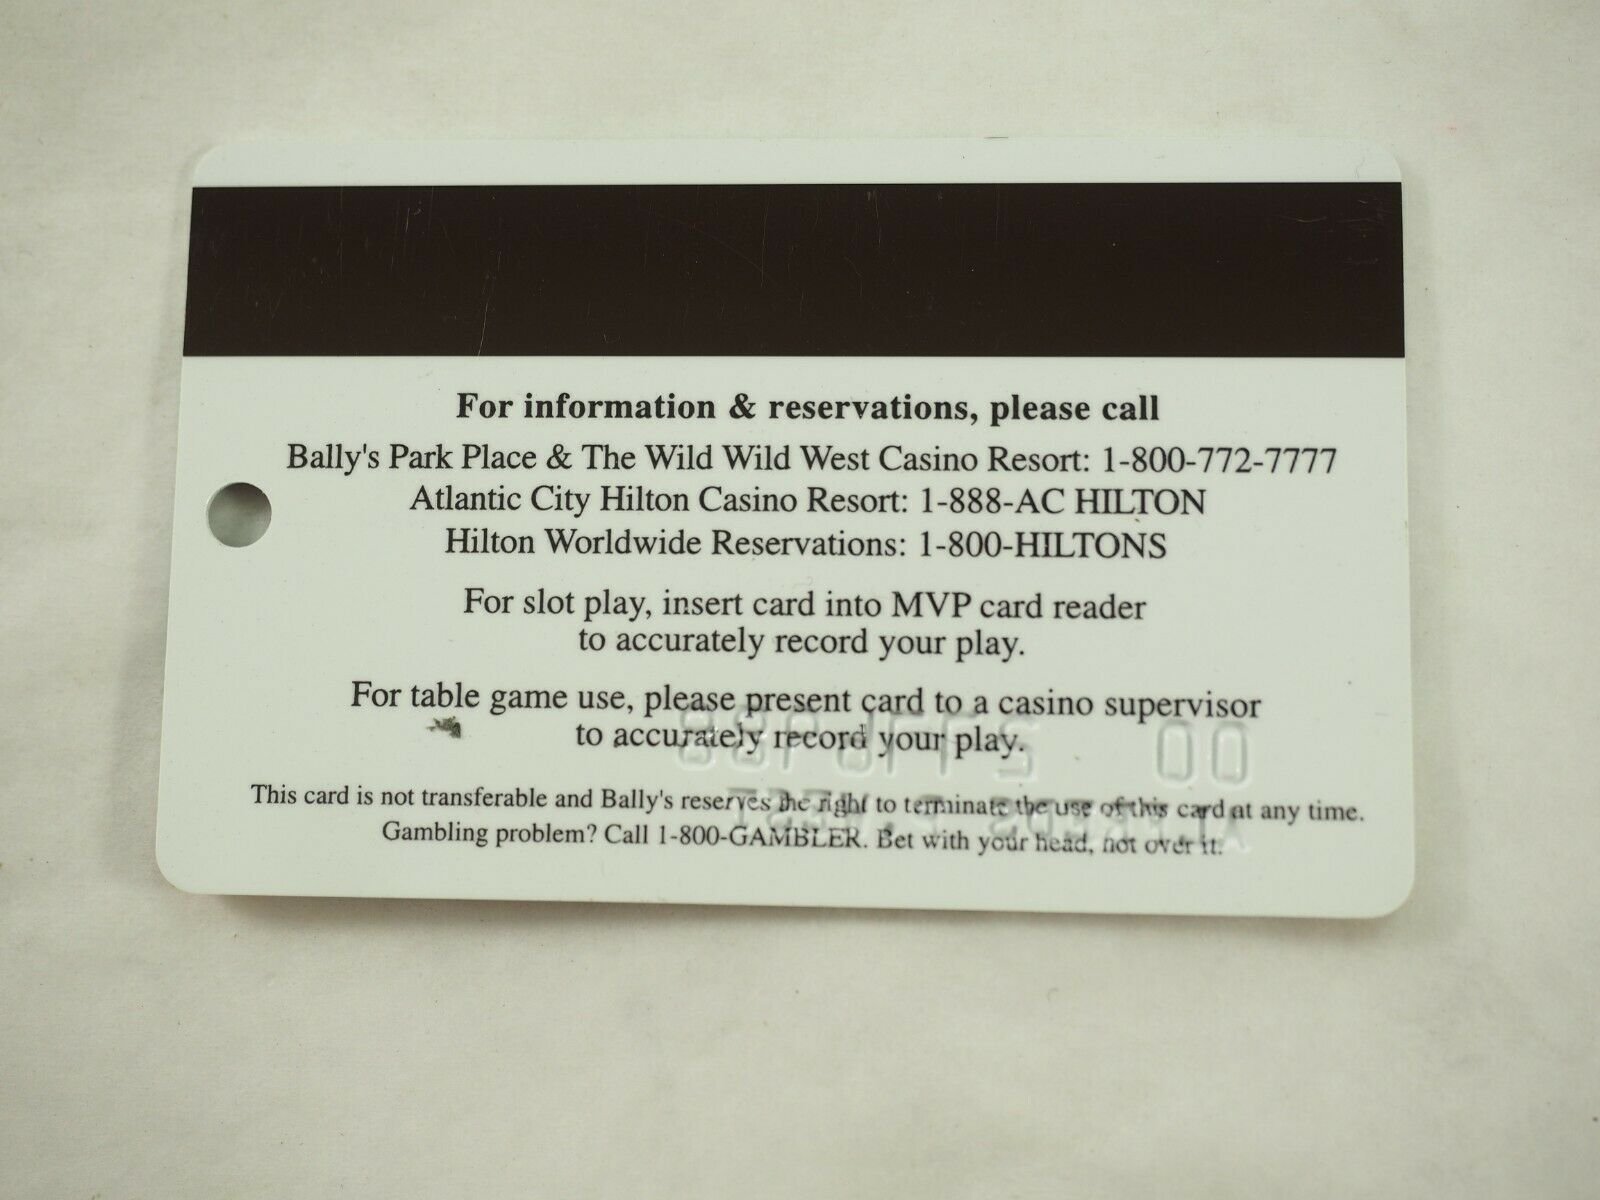 For information & reservations, please call
Bally's Park Place & The Wild Wild West Casino Resort: 1-800-772-7777
Atlantic City Hilton Casino Resort: 1-888-AC HILTON
Hilton Worldwide Reservations: 1-800-HILTONS
For slot play, insert card into MVP card reader
to accurately record your play.
For table game use, please present card to a casino supervisor
to accurately record your play.
This card is not transferable and Bally's reserves the right to terminate the use of this card at any time.
Gambling problem? Call 1-800-GAMBLER. Bet with your head, not over it.